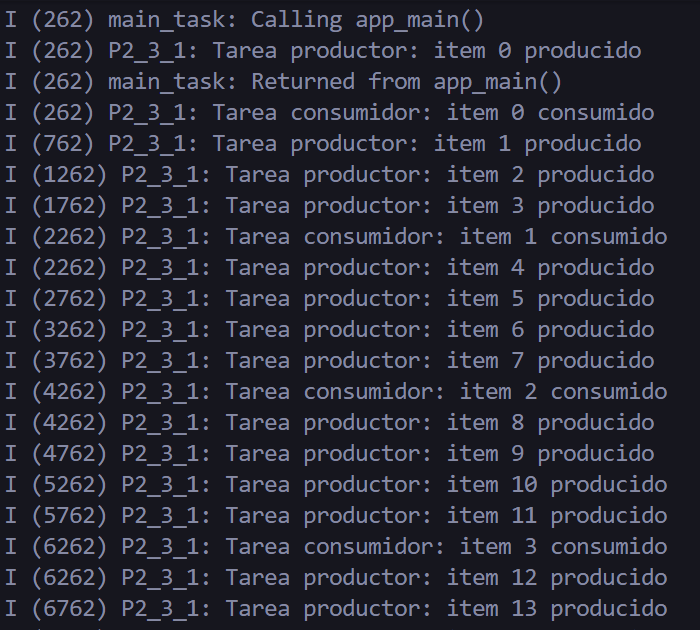 I (262) main_task: Calling app_main()
I (262) P2_3_1: Tarea productor: item 0 producido
I (262) main_task: Returned from app_main()
I (262) P2_3_1: Tarea consumidor: item 0 consumido
I (762) P2_3_1: Tarea productor: item 1 producido
I (1262) P2_3_1: Tarea productor: item 2 producido
I (1762) P2_3_1: Tarea productor: item 3 producido
I (2262) P2_3_1: Tarea consumidor: item 1 consumido
I (2262) P2_3_1: Tarea productor: item 4 producido
I (2762) P2_3_1: Tarea productor: item 5 producido
I (3262) P2_3_1: Tarea productor: item 6 producido
I (3762) P2_3_1: Tarea productor: item 7 producido
I (4262) P2_3_1: Tarea consumidor: item 2 consumido
I (4262) P2_3_1: Tarea productor: item 8 producido
I (4762) P2_3_1: Tarea productor: item 9 producido
I (5262) P2_3_1: Tarea productor: item 10 producido
I (5762) P2_3_1: Tarea productor: item 11 producido
I (6262) P2_3_1: Tarea consumidor: item 3 consumido
I (6262) P2_3_1: Tarea productor: item 12 producido
I (6762) P2_3_1: Tarea productor: item 13 producido